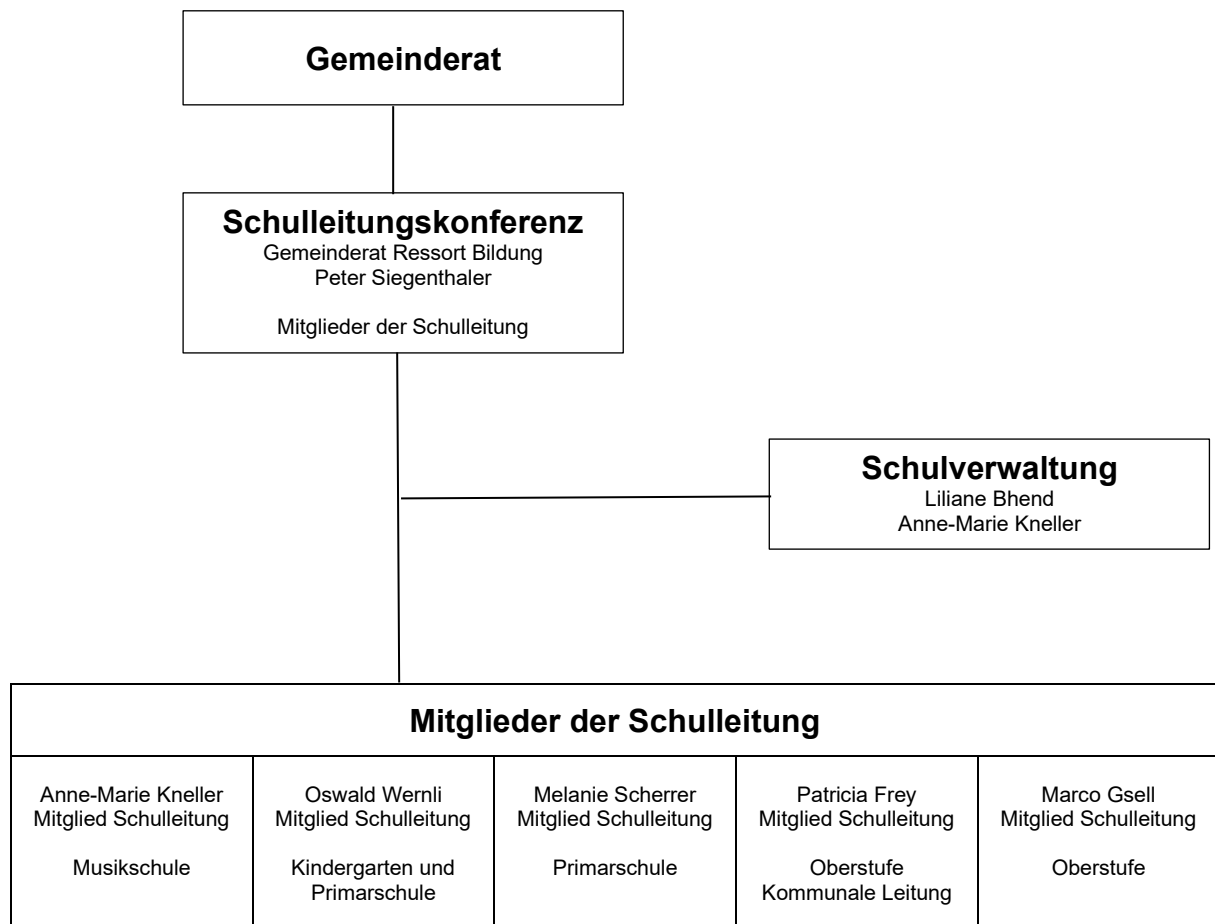 Gemeinderat
Schulleitungskonferenz
Gemeinderat Ressort Bildung
Peter Siegenthaler
Mitglieder der Schulleitung
Schulverwaltung
Liliane Bhend
Anne-Marie Kneller
Mitglieder der Schulleitung
Anne-Marie Kneller
Mitglied Schulleitung
Musikschule
Oswald Wernli
Mitglied Schulleitung
Kindergarten und
Primarschule
Melanie Scherrer
Mitglied Schulleitung
Primarschule
Patricia Frey
Mitglied Schulleitung
Oberstufe
Kommunale Leitung
Marco Gsell
Mitglied Schulleitung
Oberstufe